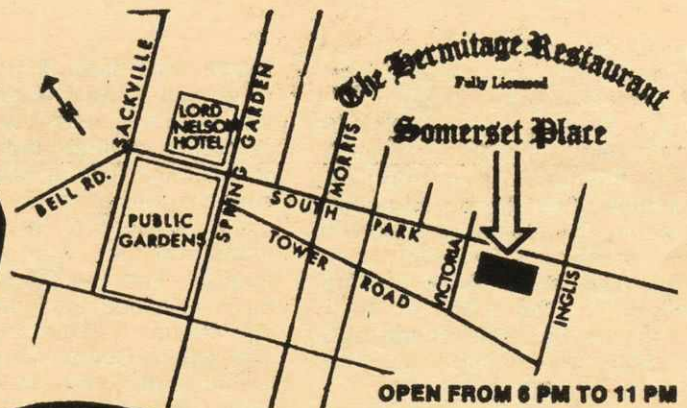 The Hermitage Restaurant
Fully Licensed
Somerset Place
SACKVILLE
LORD
NELSON
HOTEL
SPRING GARDEN
MORRIS
BELL RD.
PUBLIC
GARDENS
SOUTH PARK
TOWER ROAD
VICTORIA
INGLIS
OPEN FROM 6 PM TO 11 PM